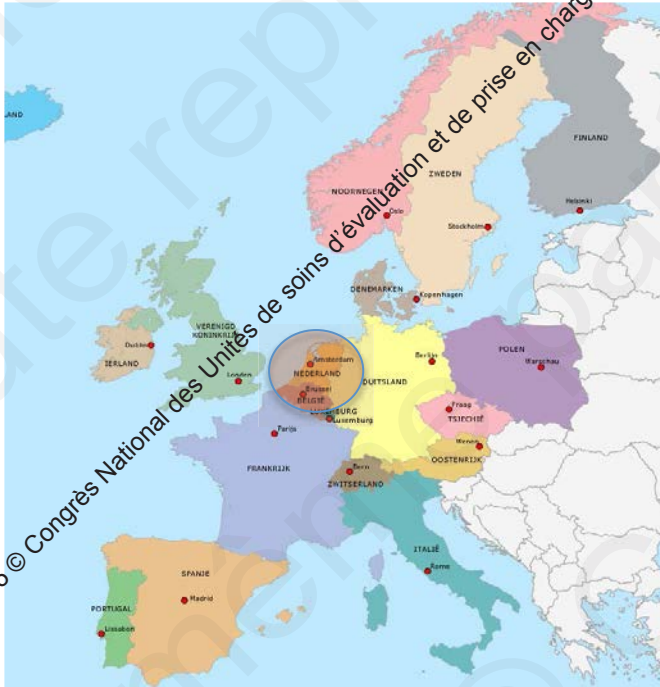 LAND
FINLAND
ZWEDEN
NOORWEGEN
Oslo
Helsinki
Stockholm
DENEMARKEN
Kopenhagen
VERENIGD
KONINKRIJK
Dublin
IERLAND
Londen
Amsterdam
NEDERLAND
Brussel
BELGIË
Berlijn
DUITSLAND
POLEN
Warschau
LUXEMBURG
Luxemburg
Praag
TSJECHIË
Parijs
Wenen
OOSTENRIJK
FRANKRIJK
Bern
ZWITSERLAND
ITALIË
Rome
SPANJE
Madrid
PORTUGAL
Lissabon
© Congrès National des Unités de soins d'évaluation et de prise en charg